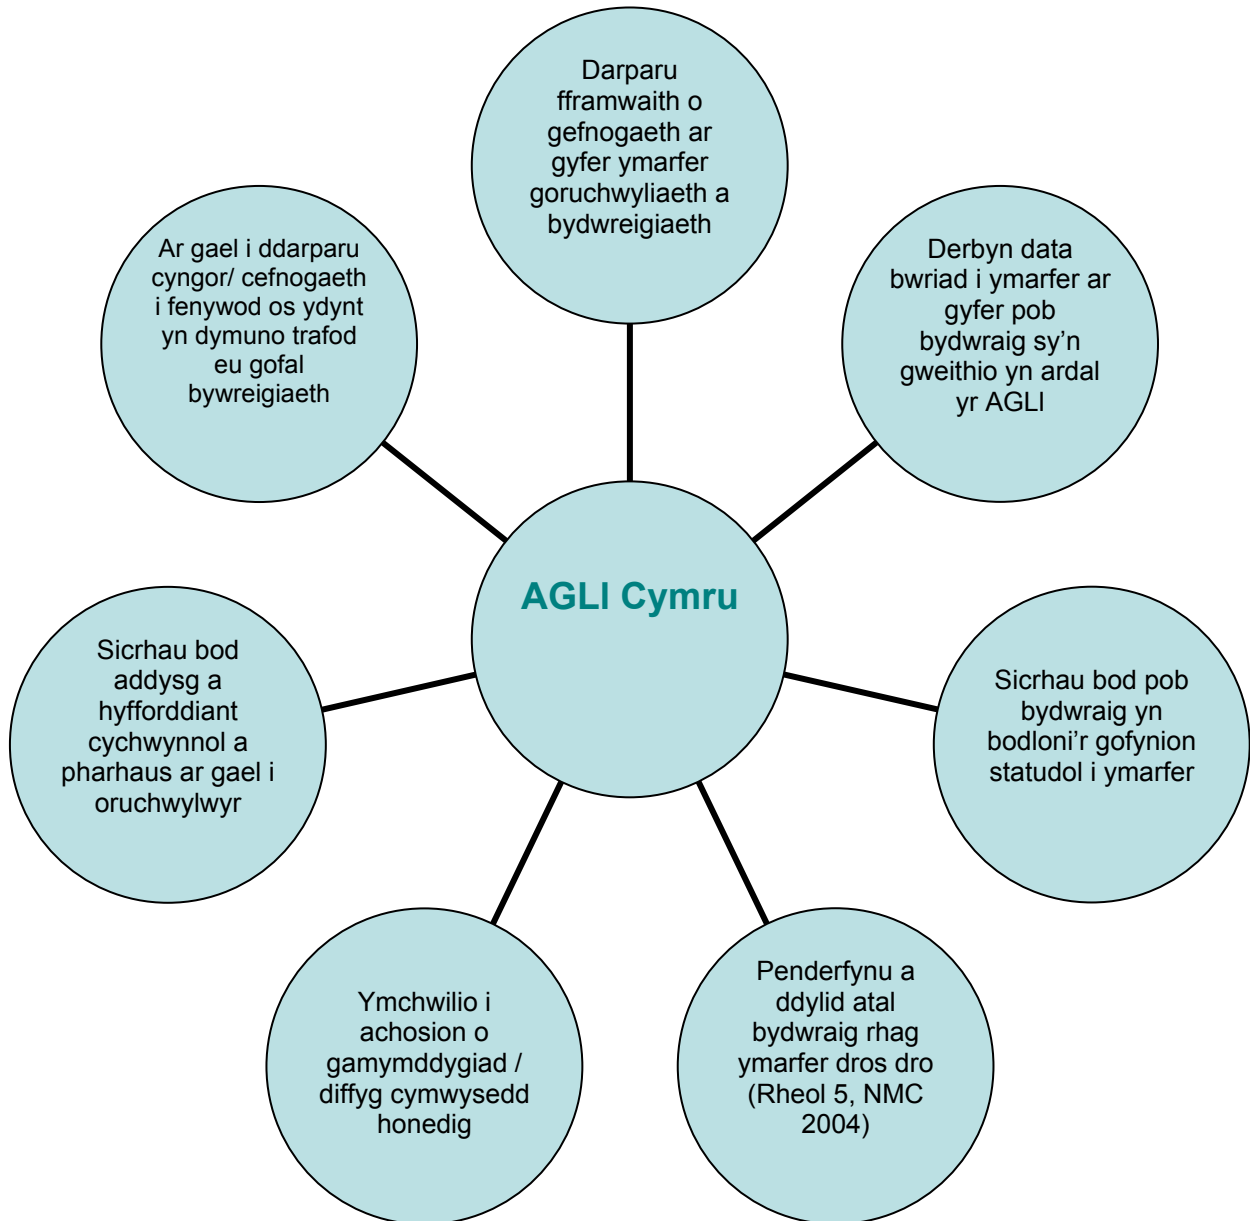 Darparu
fframwaith o
gefnogaeth ar
gyfer ymarfer
goruchwyliaeth a
bydwreigiaeth
Derbyn data
bwriad i ymarfer ar
gyfer pob
bydwraig sy'n
gweithio yn ardal
yr AGLI
Sicrhau bod pob
bydwraig yn
bodloni'r gofynion
statudol i ymarfer
Penderfynu a
ddylid atal
bydwraig rhag
ymarfer dros dro
(Rheol 5, NMC
2004)
Ymchwilio i
achosion o
gamymddygiad /
diffyg cymwysedd
honedig
Sicrhau bod
addysg a
hyfforddiant
cychwynnol a
pharhaus ar gael i
oruchwylwyr
Ar gael i ddarparu
cyngor/ cefnogaeth
i fenywod os ydynt
yn dymuno trafod
eu gofal
bywreigiaeth
AGLI Cymru